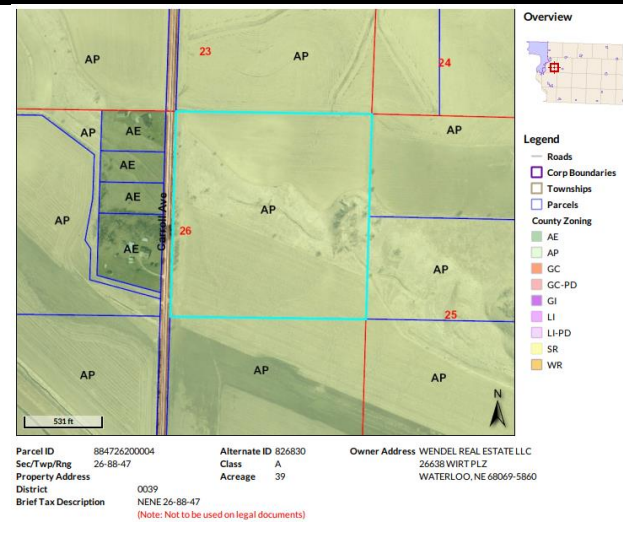 Overview
AP
23
AP
24
AP
AE
AP
AE
AE
AP
Carroll Ave
AP
26
AE
AP
25
AP
AP
AP
N
531 ft
Legend
Roads
Corp Boundaries
Townships
Parcels
County Zoning
AE
AP
GC
GC-PD
GI
LI
LI-PD
SR
WR
Parcel ID 884726200004 Alternate ID 826830 Owner Address WENDEL REAL ESTATE LLC
Sec/Twp/Rng 26-88-47 Class A 26638 WIRT PLZ
Property Address Acreage 39 WATERLOO, NE 68069-5860
District 0039
Brief Tax Description NENE 26-88-47
(Note: Not to be used on legal documents)